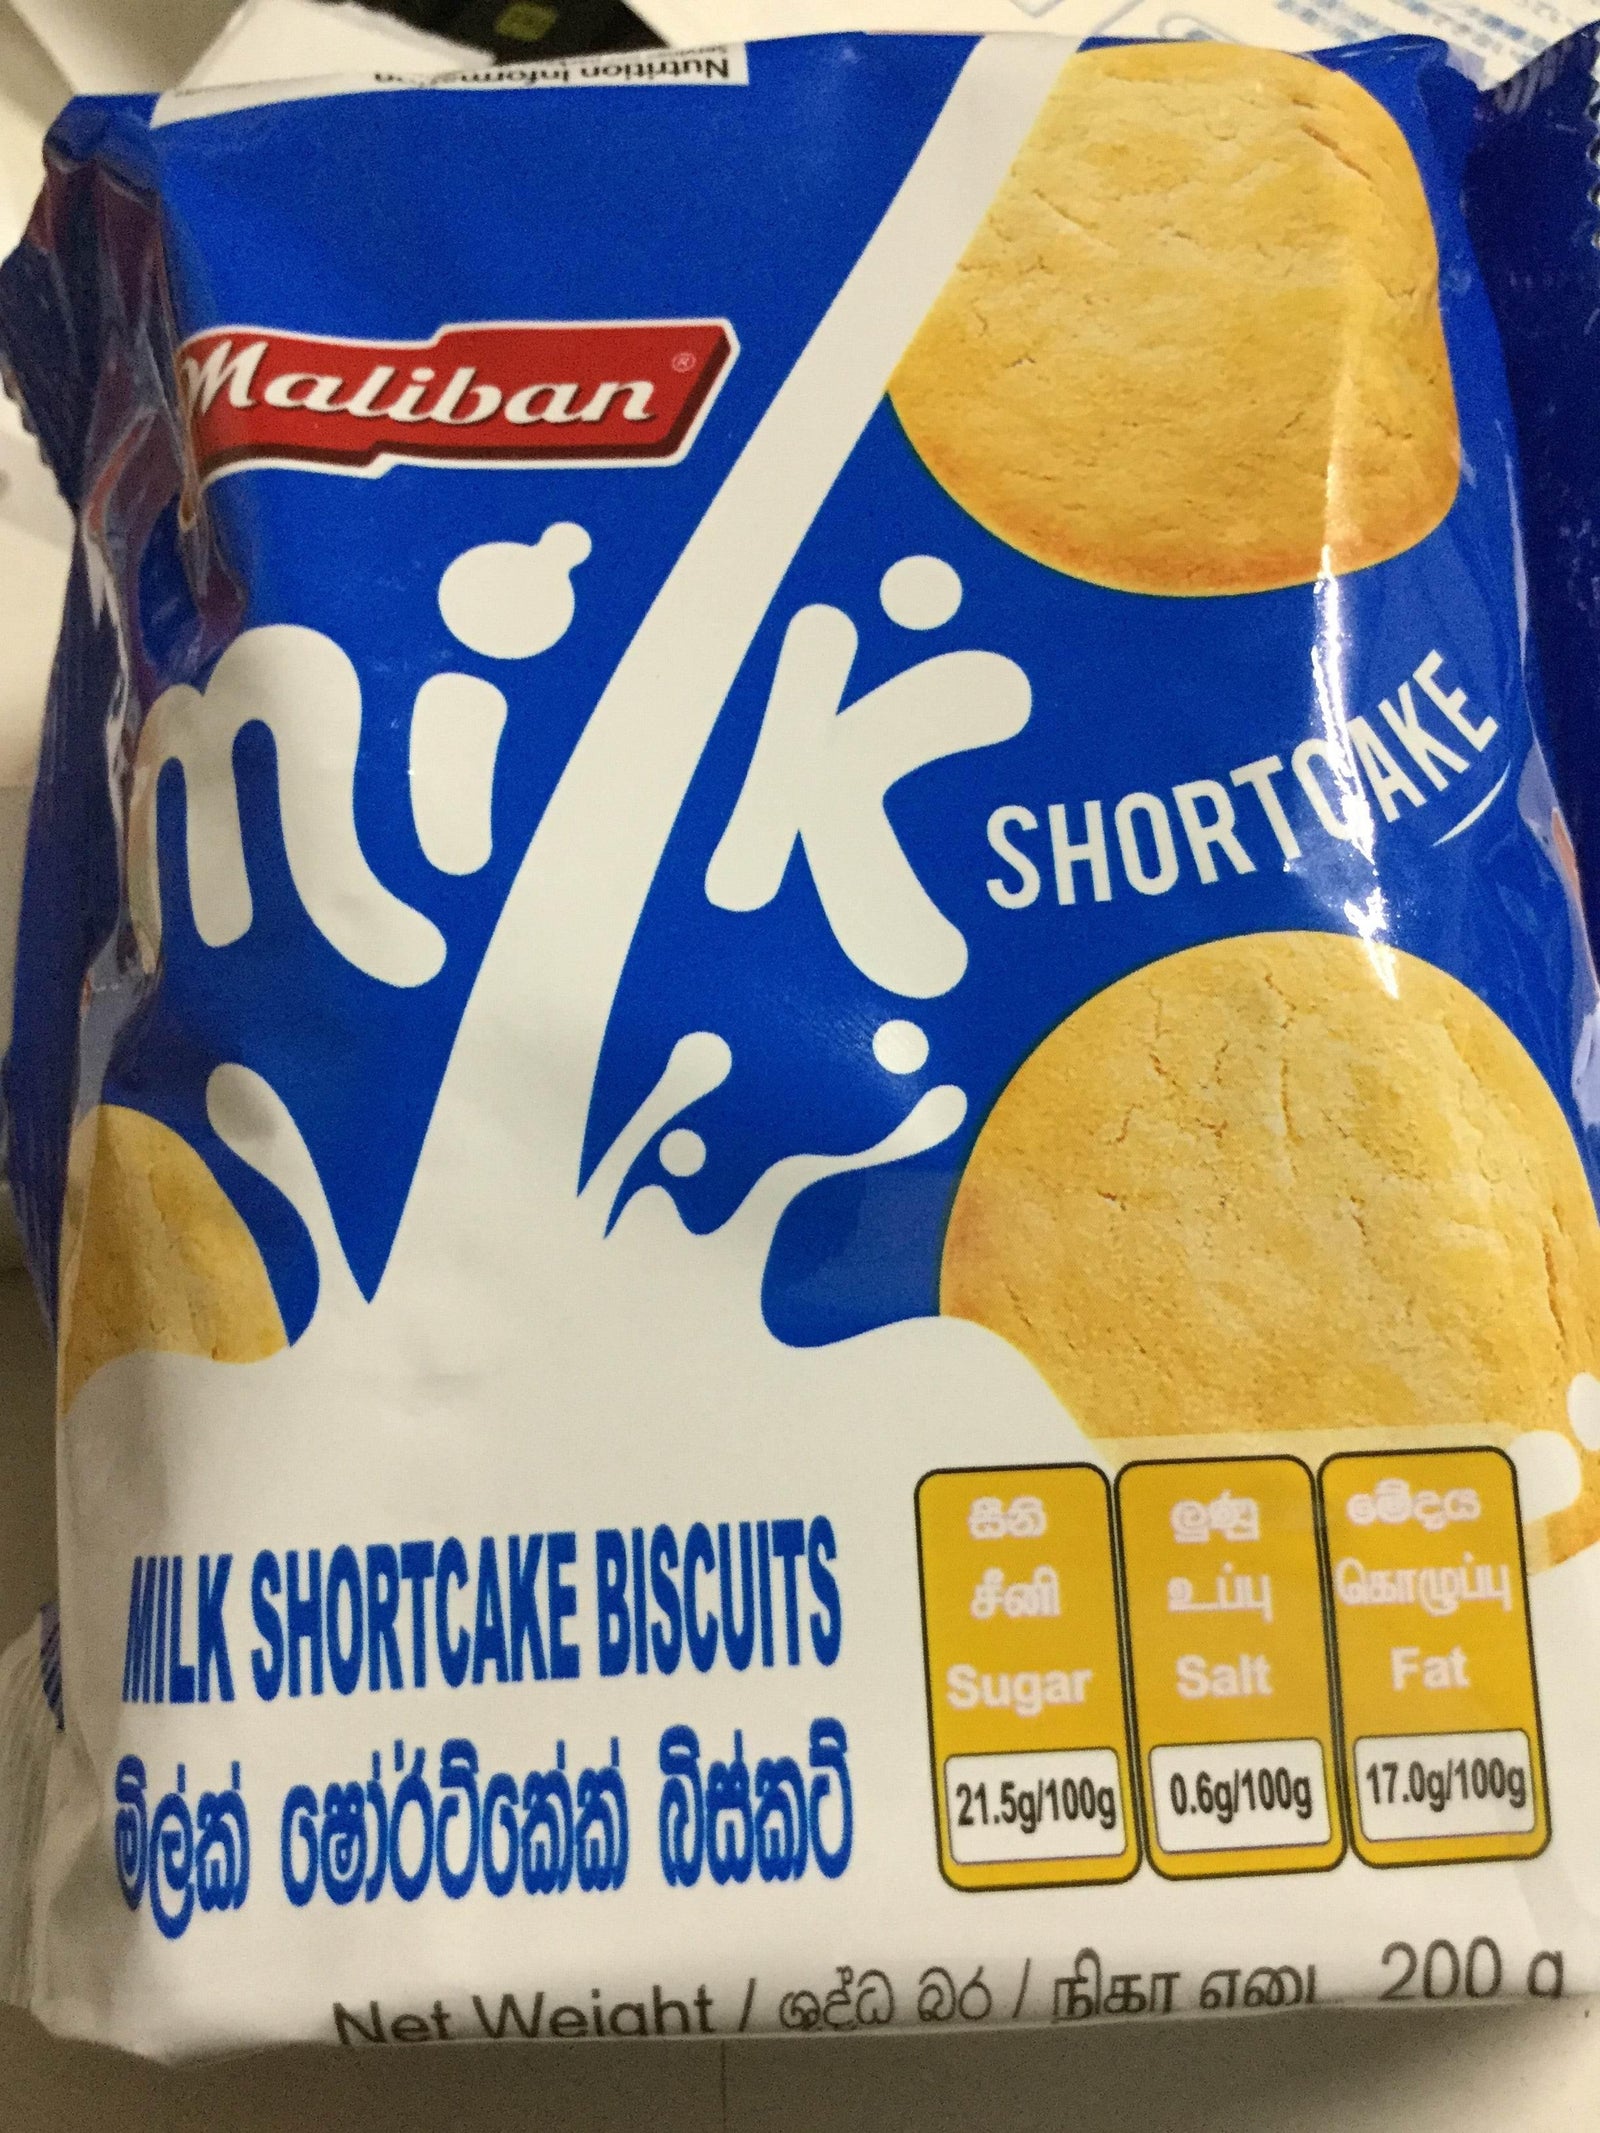 Nutrition Information
Maliban®
milk
SHORTCAKE
MILK SHORTCAKE BISCUITS
මිල්ක් ෂෝර්ට්කේක් බිස්කට්
සීනි
சீனி
Sugar
21.5g/100g
ලුණු
உப்பு
Salt
0.6g/100g
මේදය
கொழுப்பு
Fat
17.0g/100g
Net Weight / ශුද්ධ බර / நிகர எடை 200 g